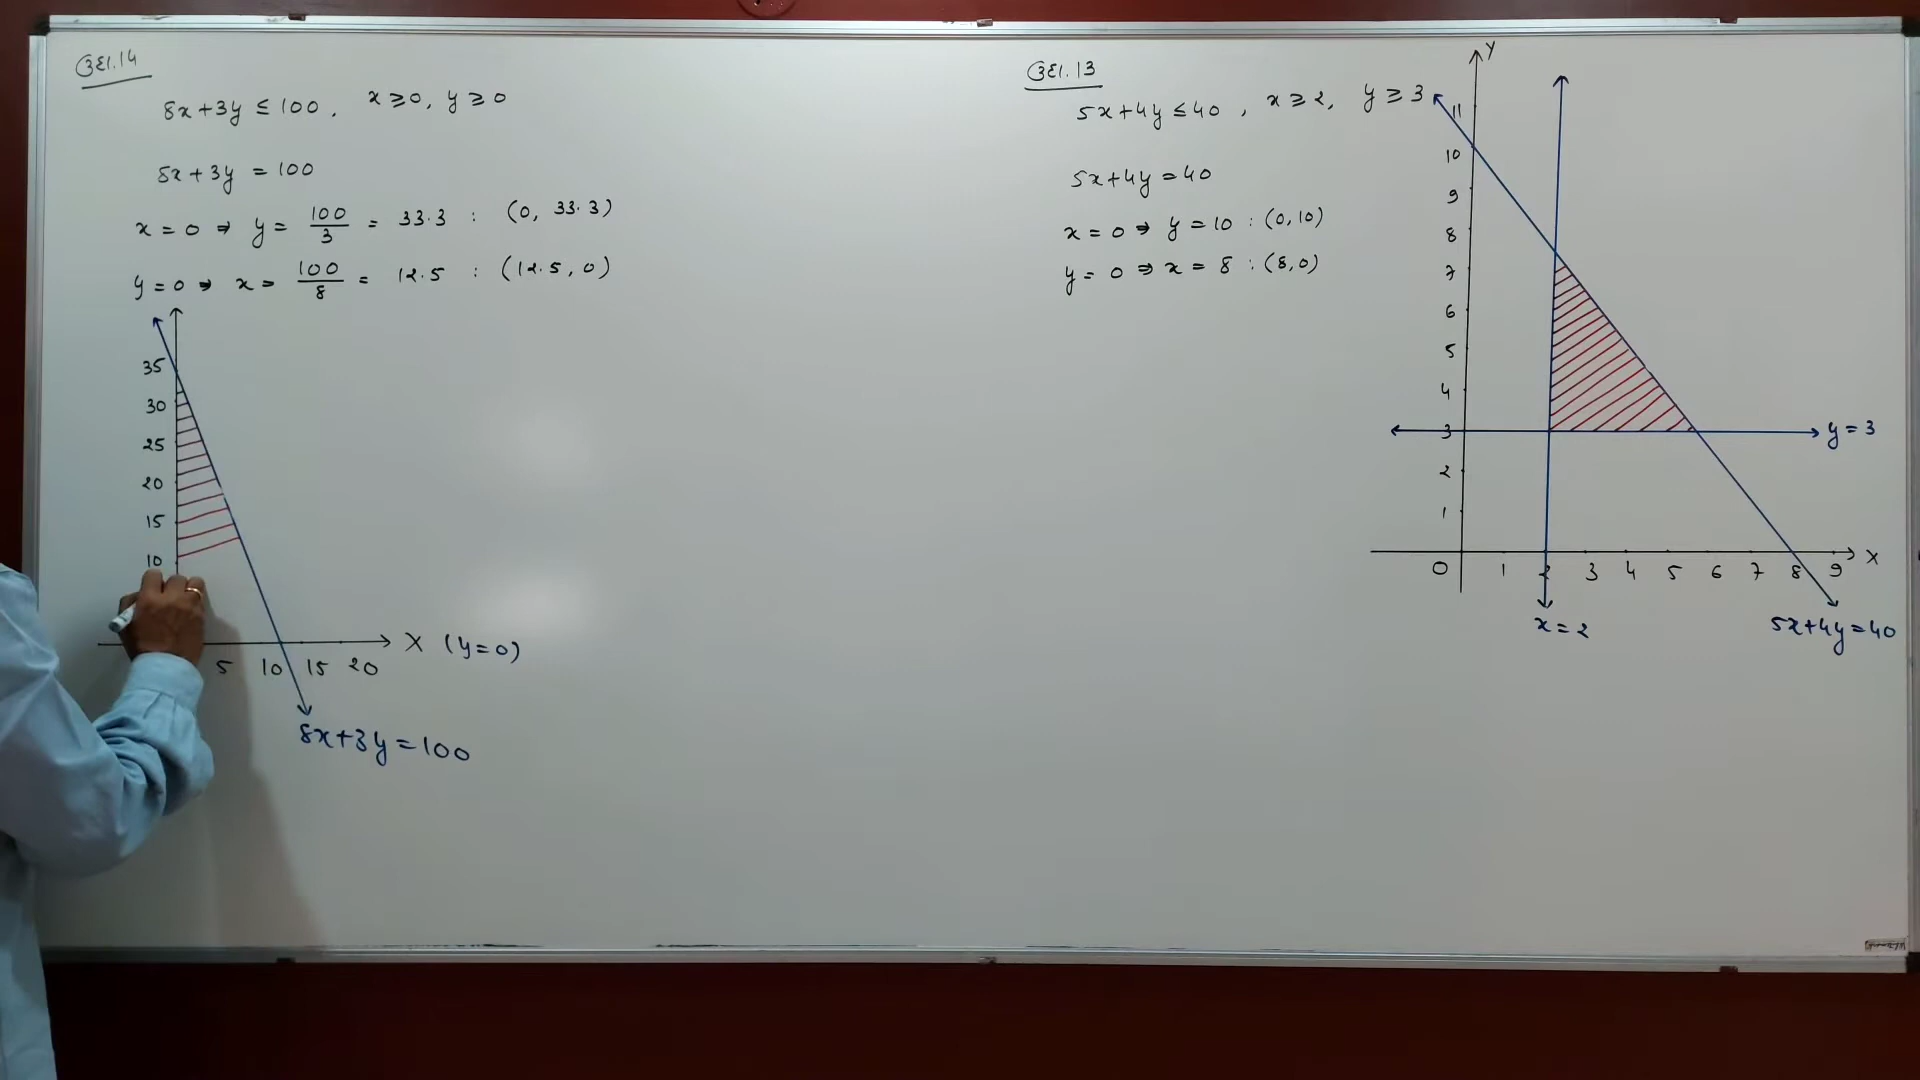 उदा.14
8x+3y ≤ 100, x ≥ 0, y ≥ 0
8x+3y = 100
x = 0 ⇒ y = 100/3 = 33.3 : (0, 33.3)
y = 0 ⇒ x = 100/8 = 12.5 : (12.5, 0)
35
30
25
20
15
10
5 10 15 20
X (y=0)
8x+3y=100
उदा.13
5x+4y ≤ 40, x ≥ 2, y ≥ 3
5x+4y = 40
x = 0 ⇒ y = 10 : (0,10)
y = 0 ⇒ x = 8 : (8,0)
Y
11
10
9
8
7
6
5
4
3
2
1
y = 3
0 1 2 3 4 5 6 7 8 9 X
x = 2
5x+4y=40